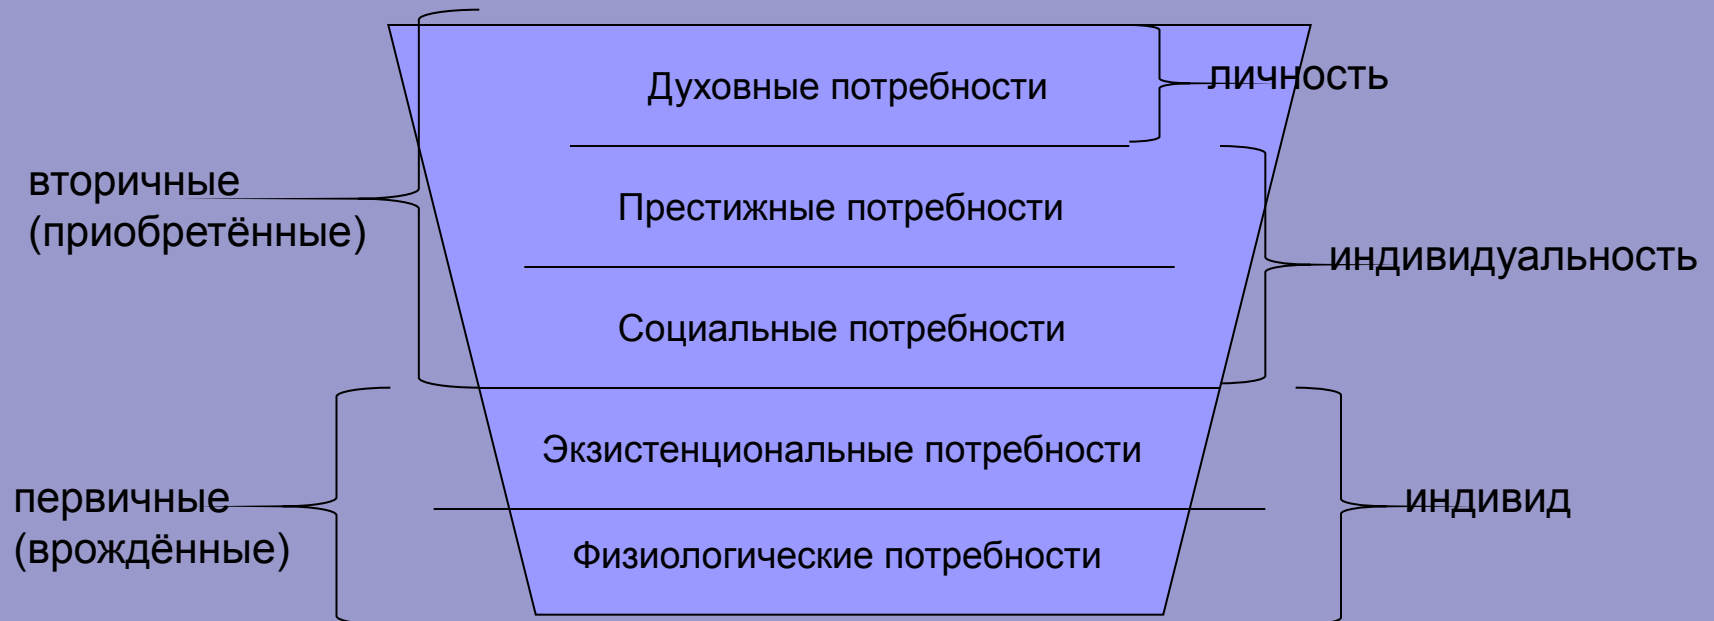 Духовные потребности
личность
вторичные
(приобретённые)
Престижные потребности
индивидуальность
Социальные потребности
Экзистенциональные потребности
первичные
(врождённые)
индивид
Физиологические потребности